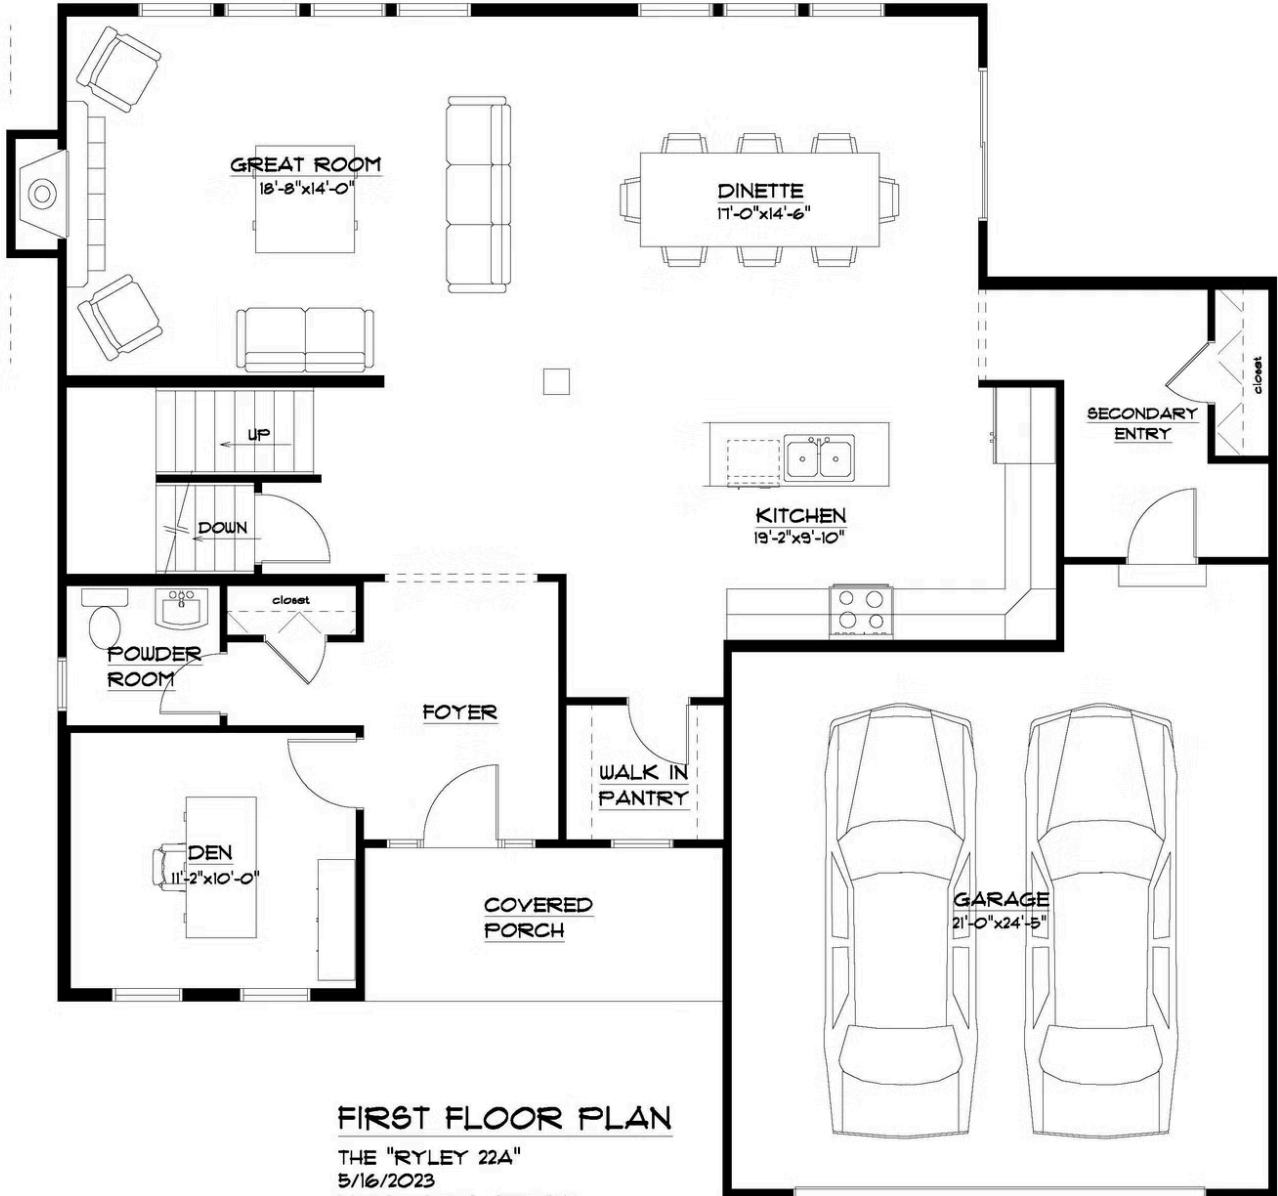 GREAT ROOM
18'-8"x14'-0"
DINETTE
17'-0"x14'-6"
closet
SECONDARY
ENTRY
UP
DOWN
KITCHEN
19'-2"x9'-10"
closet
POWDER
ROOM
FOYER
WALK IN
PANTRY
DEN
11'-2"x10'-0"
COVERED
PORCH
GARAGE
21'-0"x24'-5"
FIRST FLOOR PLAN
THE "RYLEY 22A"
5/16/2023